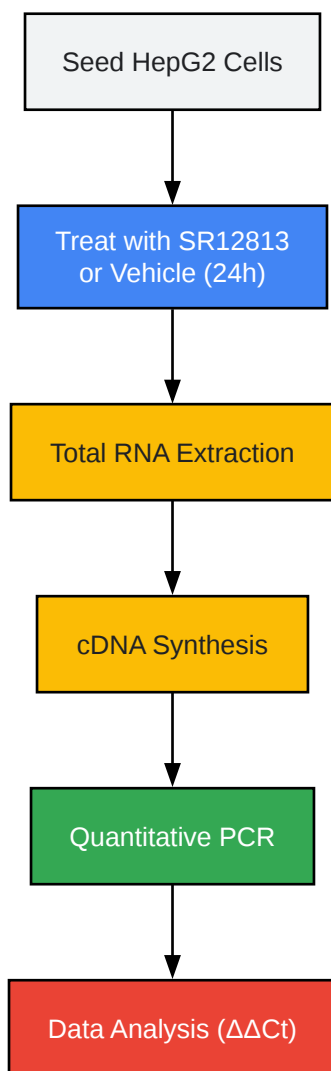 Seed HepG2 Cells
Treat with SR12813
or Vehicle (24h)
Total RNA Extraction
cDNA Synthesis
Quantitative PCR
Data Analysis (ΔΔCt)